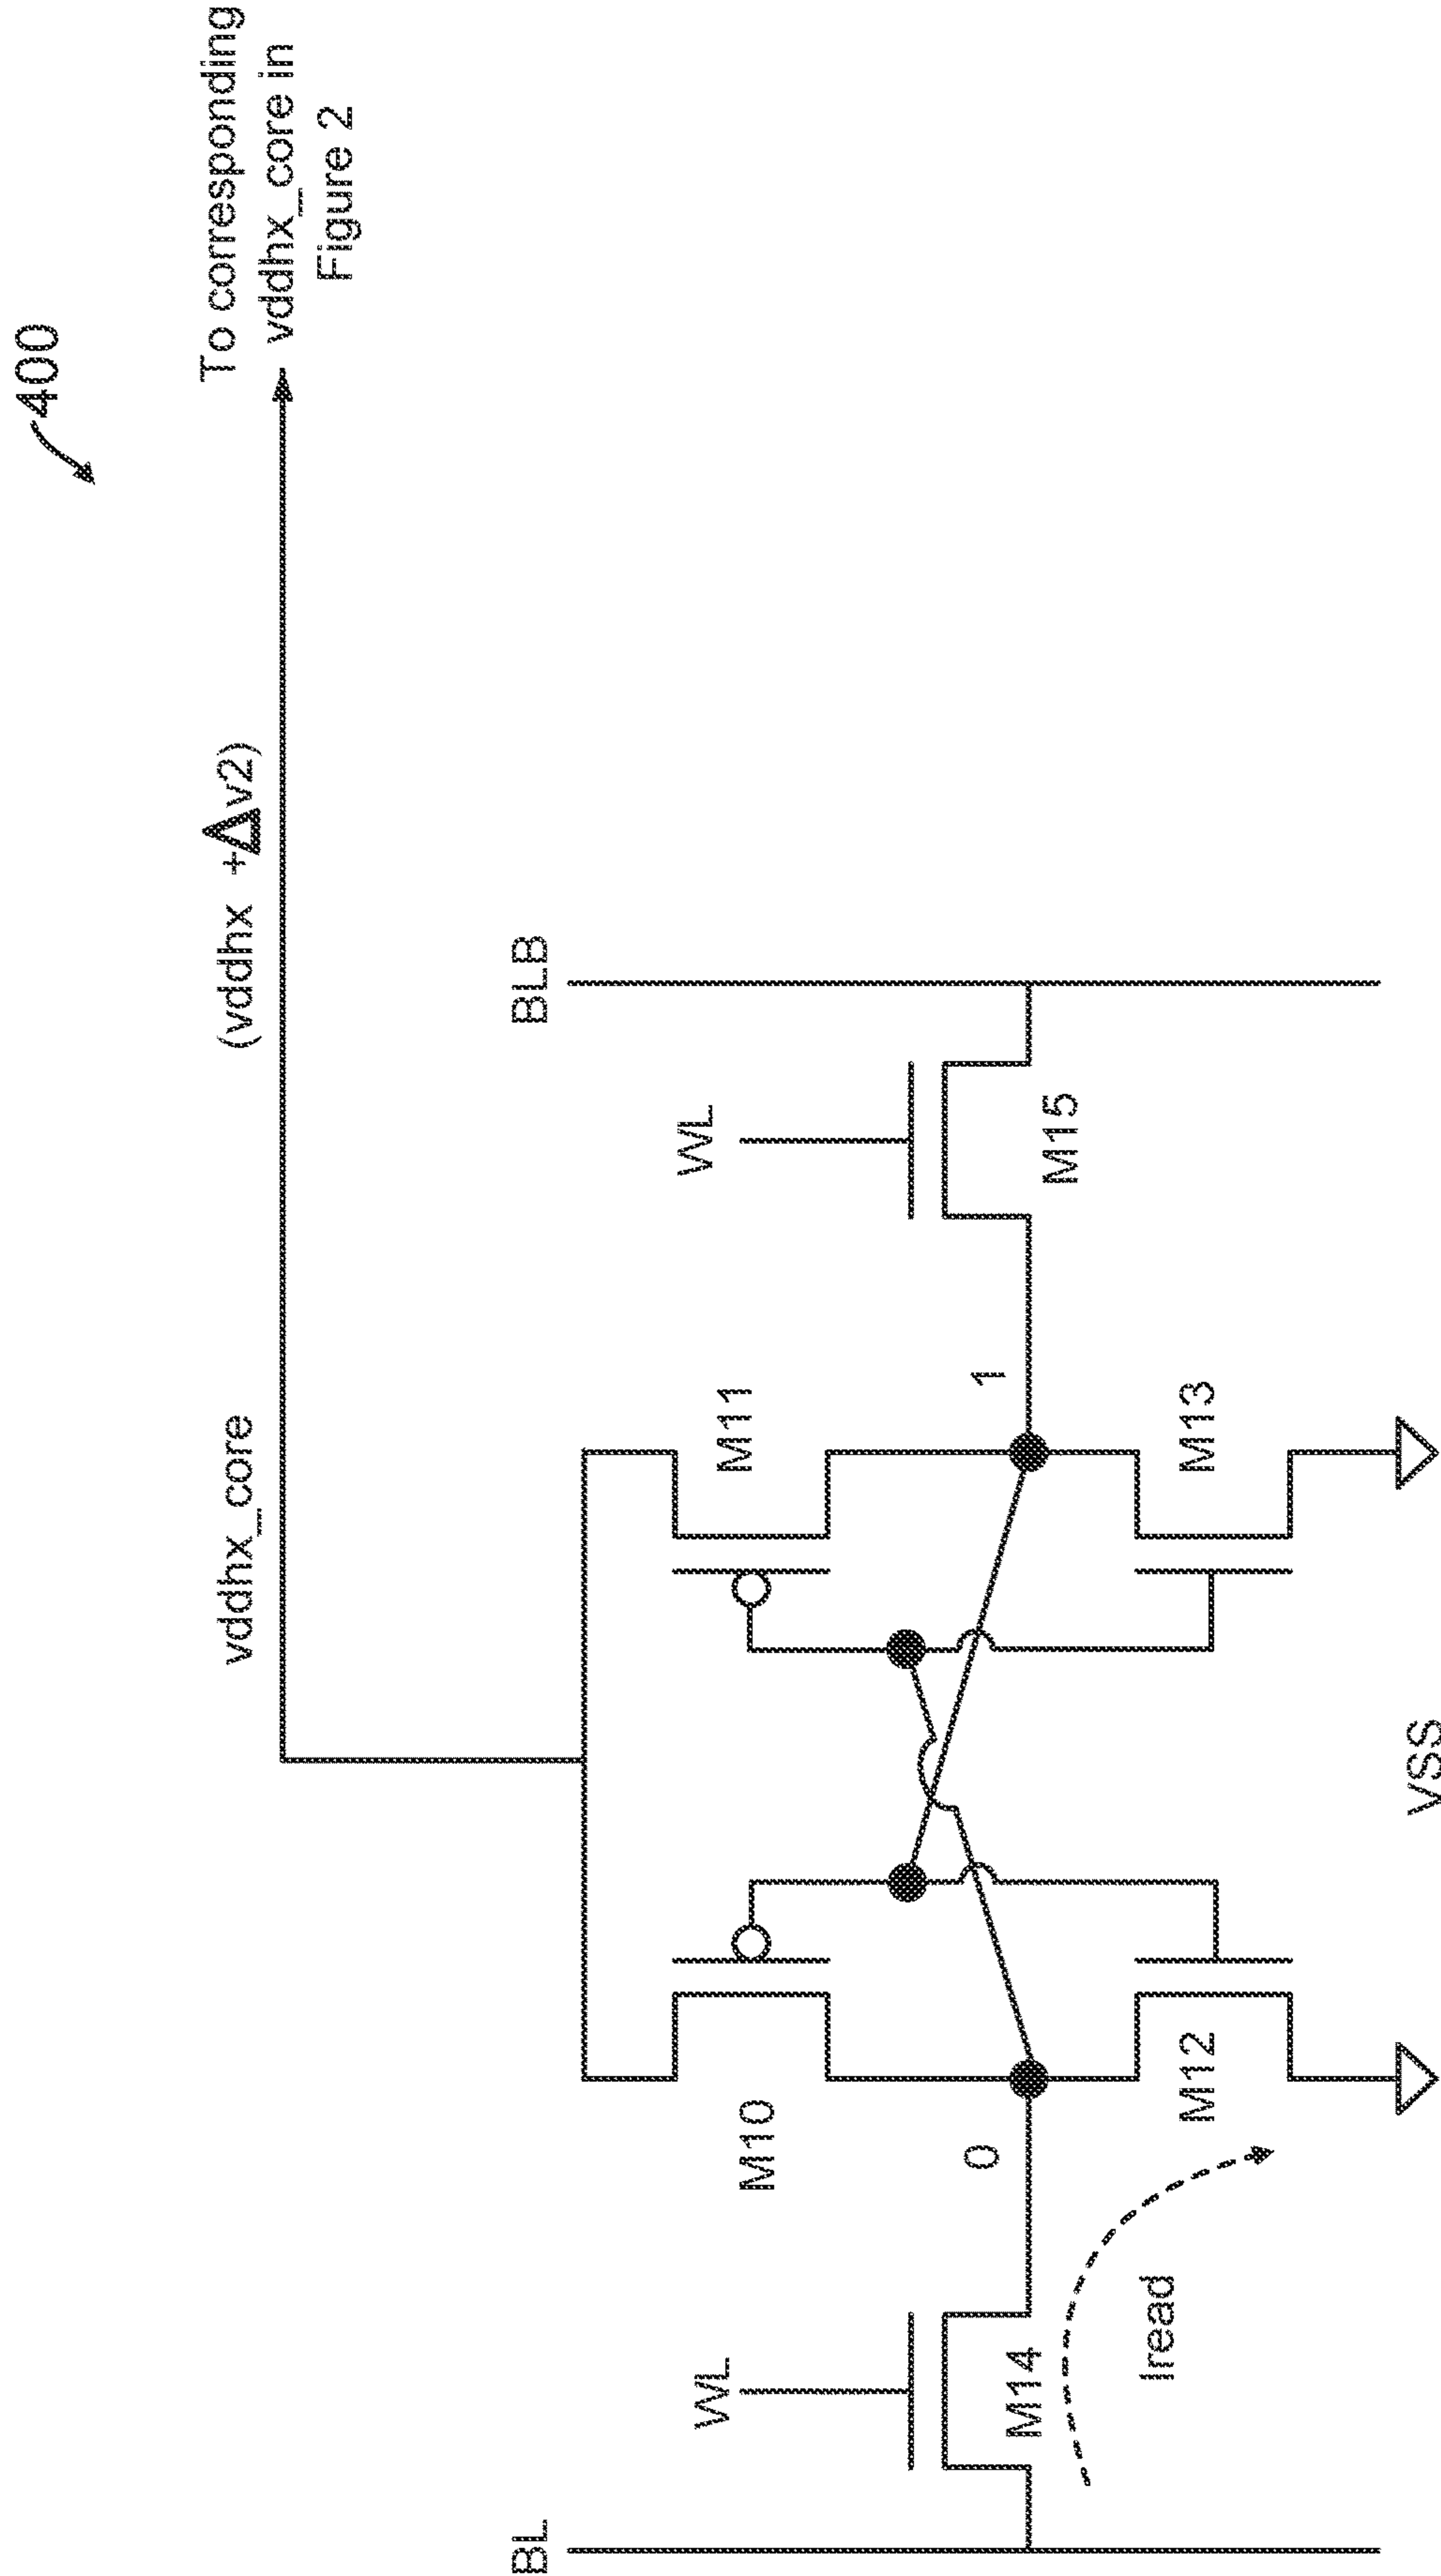 400
To corresponding
vddhx_core in
Figure 2
vddhx_core
(vddhx +Δv2)
BL
BLB
WL
WL
M10
M11
M14
M15
0
1
M12
M13
Iread
VSS